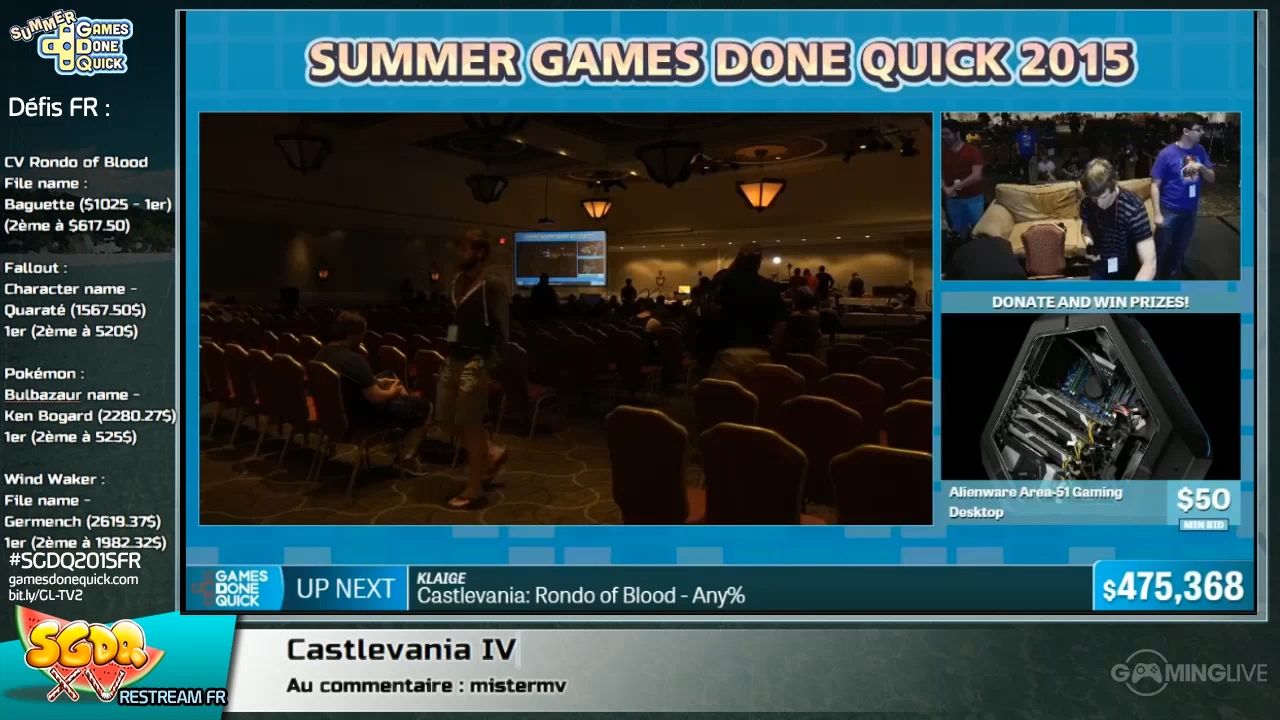 SUMMER
GAMES
DONE
QUICK
Défis FR :
CV Rondo of Blood
File name :
Baguette ($1025 - 1er)
(2ème à $617.50)
Fallout :
Character name -
Quaraté (1567.50$)
1er (2ème à 520$)
Pokémon :
Bulbazaur name -
Ken Bogard (2280.27$)
1er (2ème à 525$)
Wind Waker :
File name -
Germench (2619.37$)
1er (2ème à 1982.32$)
#SGDQ2015FR
gamesdonequick.com
bit.ly/GL-TV2
SUMMER GAMES DONE QUICK 2015
DONATE AND WIN PRIZES!
Alienware Area-51 Gaming
Desktop
$50
MIN BID
GAMES
DONE
QUICK
UP NEXT
KLAIGE
Castlevania: Rondo of Blood - Any%
$475,368
SGDQ
XV
RESTREAM FR
Castlevania IV
Au commentaire : mistermv
GAMINGLIVE